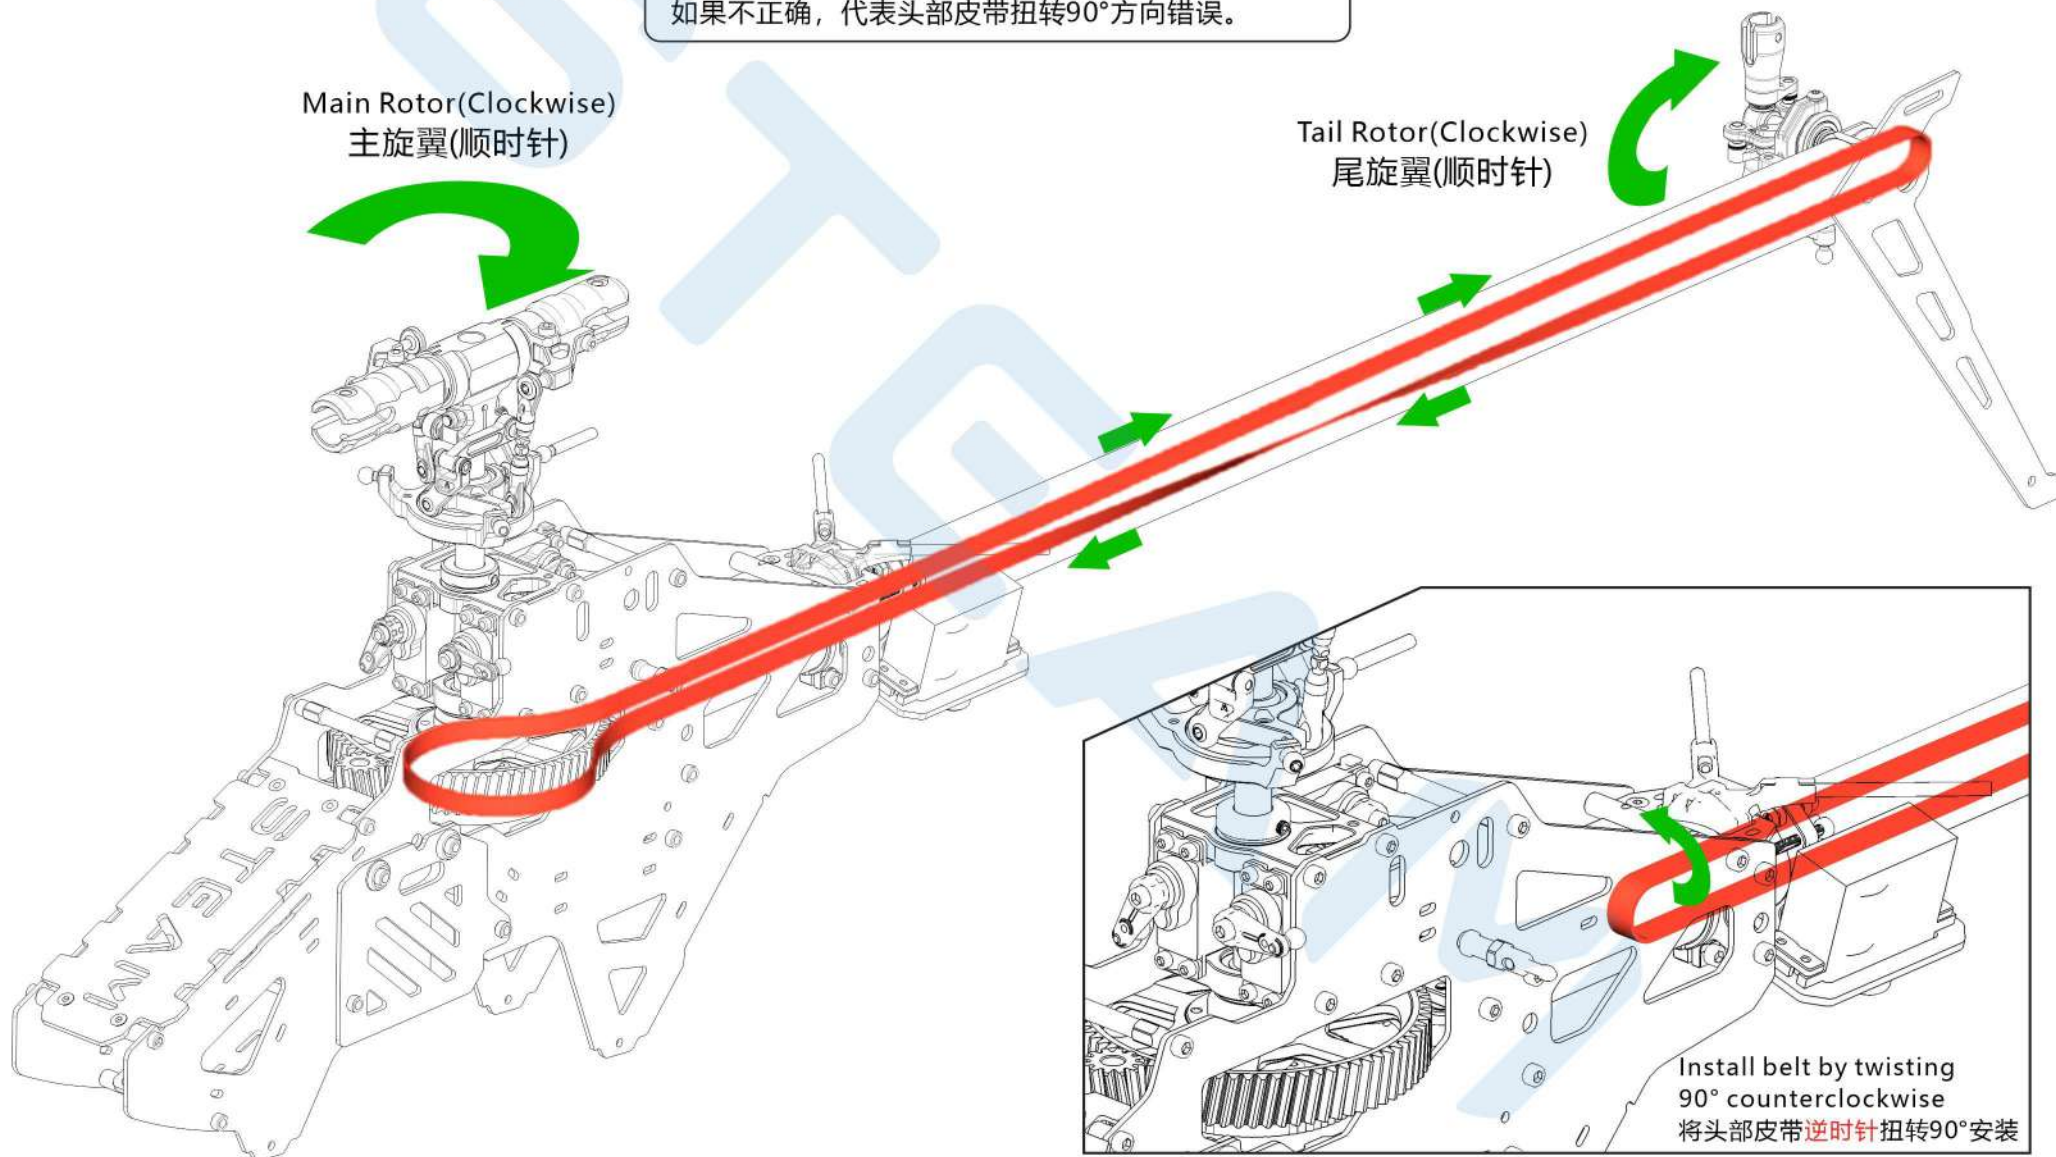 如果不正确，代表头部皮带扭转90°方向错误。
Main Rotor(Clockwise)
主旋翼(顺时针)
Tail Rotor(Clockwise)
尾旋翼(顺时针)
Install belt by twisting
90° counterclockwise
将头部皮带逆时针扭转90°安装